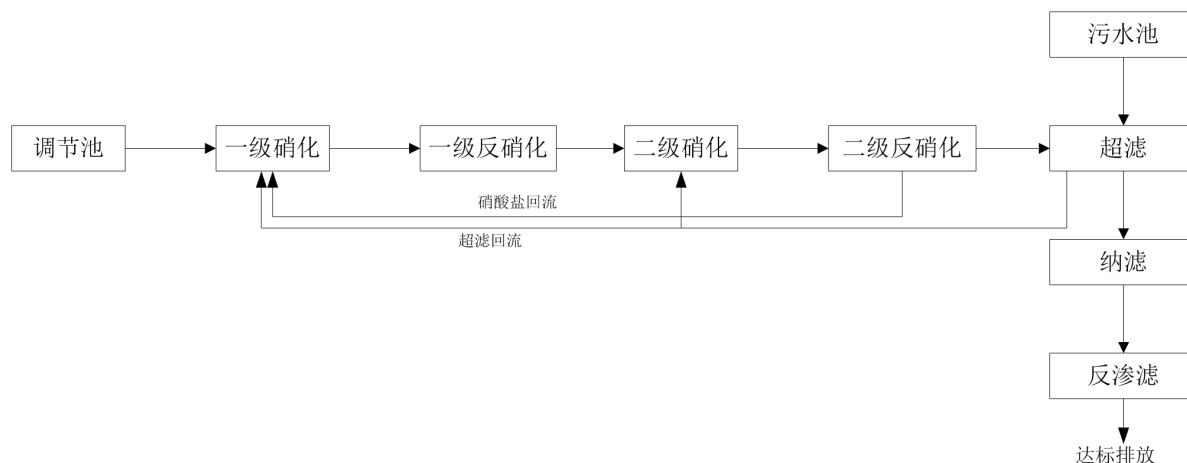 污水池
调节池
一级硝化
一级反硝化
二级硝化
二级反硝化
超滤
硝酸盐回流
超滤回流
纳滤
反渗滤
达标排放